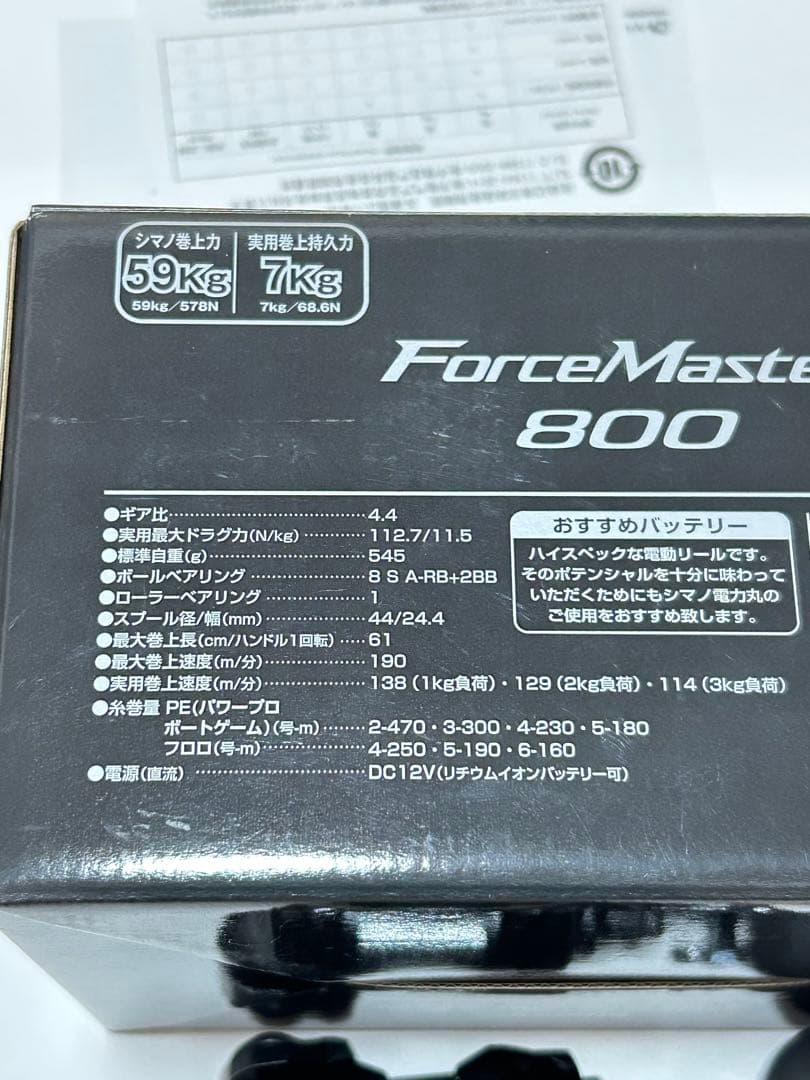 シマノ巻上力 実用巻上持久力
59Kg 7Kg
59kg/578N 7kg/68.6N
ForceMaste
800
●ギア比 4.4
●実用最大ドラグ力(N/kg) 112.7/11.5
●標準自重(g) 545
●ボールベアリング 8 S A-RB+2BB
●ローラーベアリング 1
●スプール径/幅(mm) 44/24.4
●最大巻上長(cm/ハンドル1回転) 61
●最大巻上速度(m/分) 190
●実用巻上速度(m/分) 138(1kg負荷)・129(2kg負荷)・114(3kg負荷)
●糸巻量 PE(パワープロ
ボートゲーム)(号-m) 2-470・3-300・4-230・5-180
フロロ(号-m) 4-250・5-190・6-160
●電源(直流) DC12V(リチウムイオンバッテリー可)
おすすめバッテリー
ハイスペックな電動リールです。
そのポテンシャルを十分に味わって
いただくためにもシマノ電力丸の
ご使用をおすすめ致します。